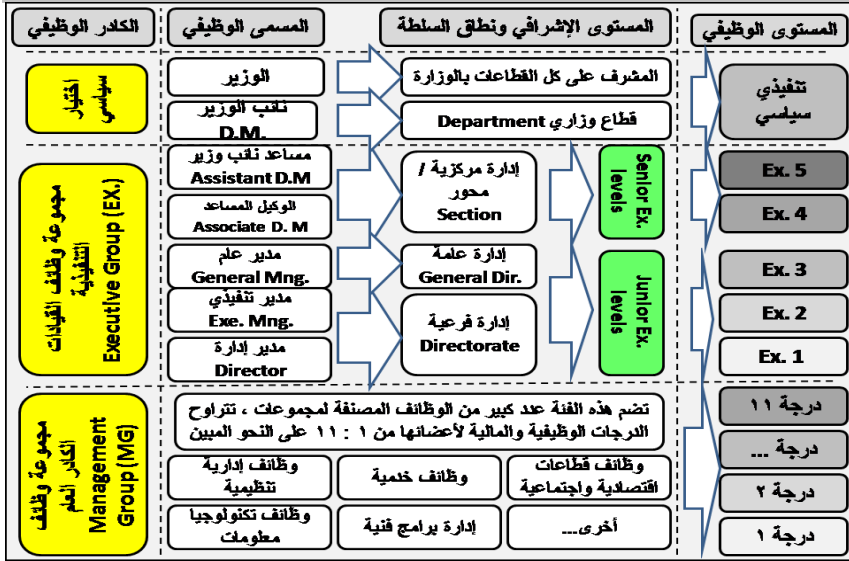 الكادر الوظيفي
المسمى الوظيفي
المستوى الإشرافي ونطاق السلطة
المستوى الوظيفي
اختيار
سياسي
الوزير
المشرف على كل القطاعات بالوزارة
تنفيذي
سياسي
نائب الوزير
D.M.
قطاع وزاري Department
مجموعة وظائف القيادات
التنفيذية
Executive Group (EX.)
مساعد نائب وزير
Assistant D.M
الوكيل المساعد
Associate D. M
إدارة مركزية /
محور
Section
Senior Ex.
levels
Ex. 5
Ex. 4
مدير عام
General Mng.
إدارة عامة
General Dir.
مدير تنفيذي
Exe. Mng.
مدير إدارة
Director
إدارة فرعية
Directorate
Junior Ex.
levels
Ex. 3
Ex. 2
Ex. 1
مجموعة وظائف
الكادر العام
Management
Group (MG)
تضم هذه الفئة عدد كبير من الوظائف المصنفة لمجموعات ، تتراوح
الدرجات الوظيفية والمالية لأعضائها من ١ : ١١ على النحو المبين
وظائف إدارية
تنظيمية
وظائف خدمية
وظائف قطاعات
اقتصادية وإجتماعية
وظائف تكنولوجيا
معلومات
إدارة برامج فنية
أخرى...
درجة ١١
درجة ...
درجة ٢
درجة ١